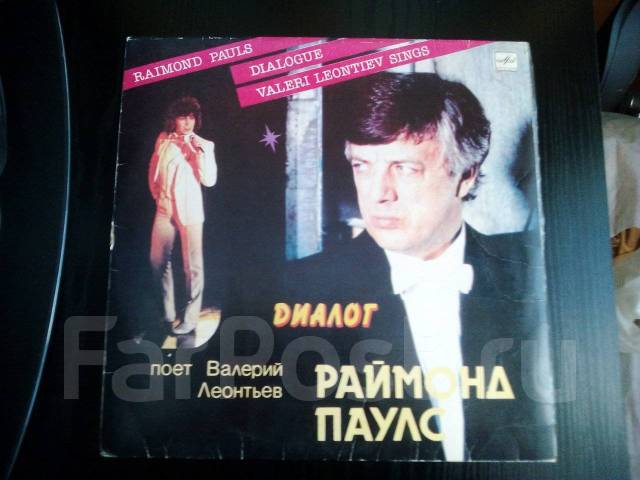 RAIMOND PAULS
DIALOGUE
VALERI LEONTIEV SINGS
ДИАЛОГ
поет Валерий
Леонтьев
РАЙМОНД
ПАУЛС
FarPost.ru